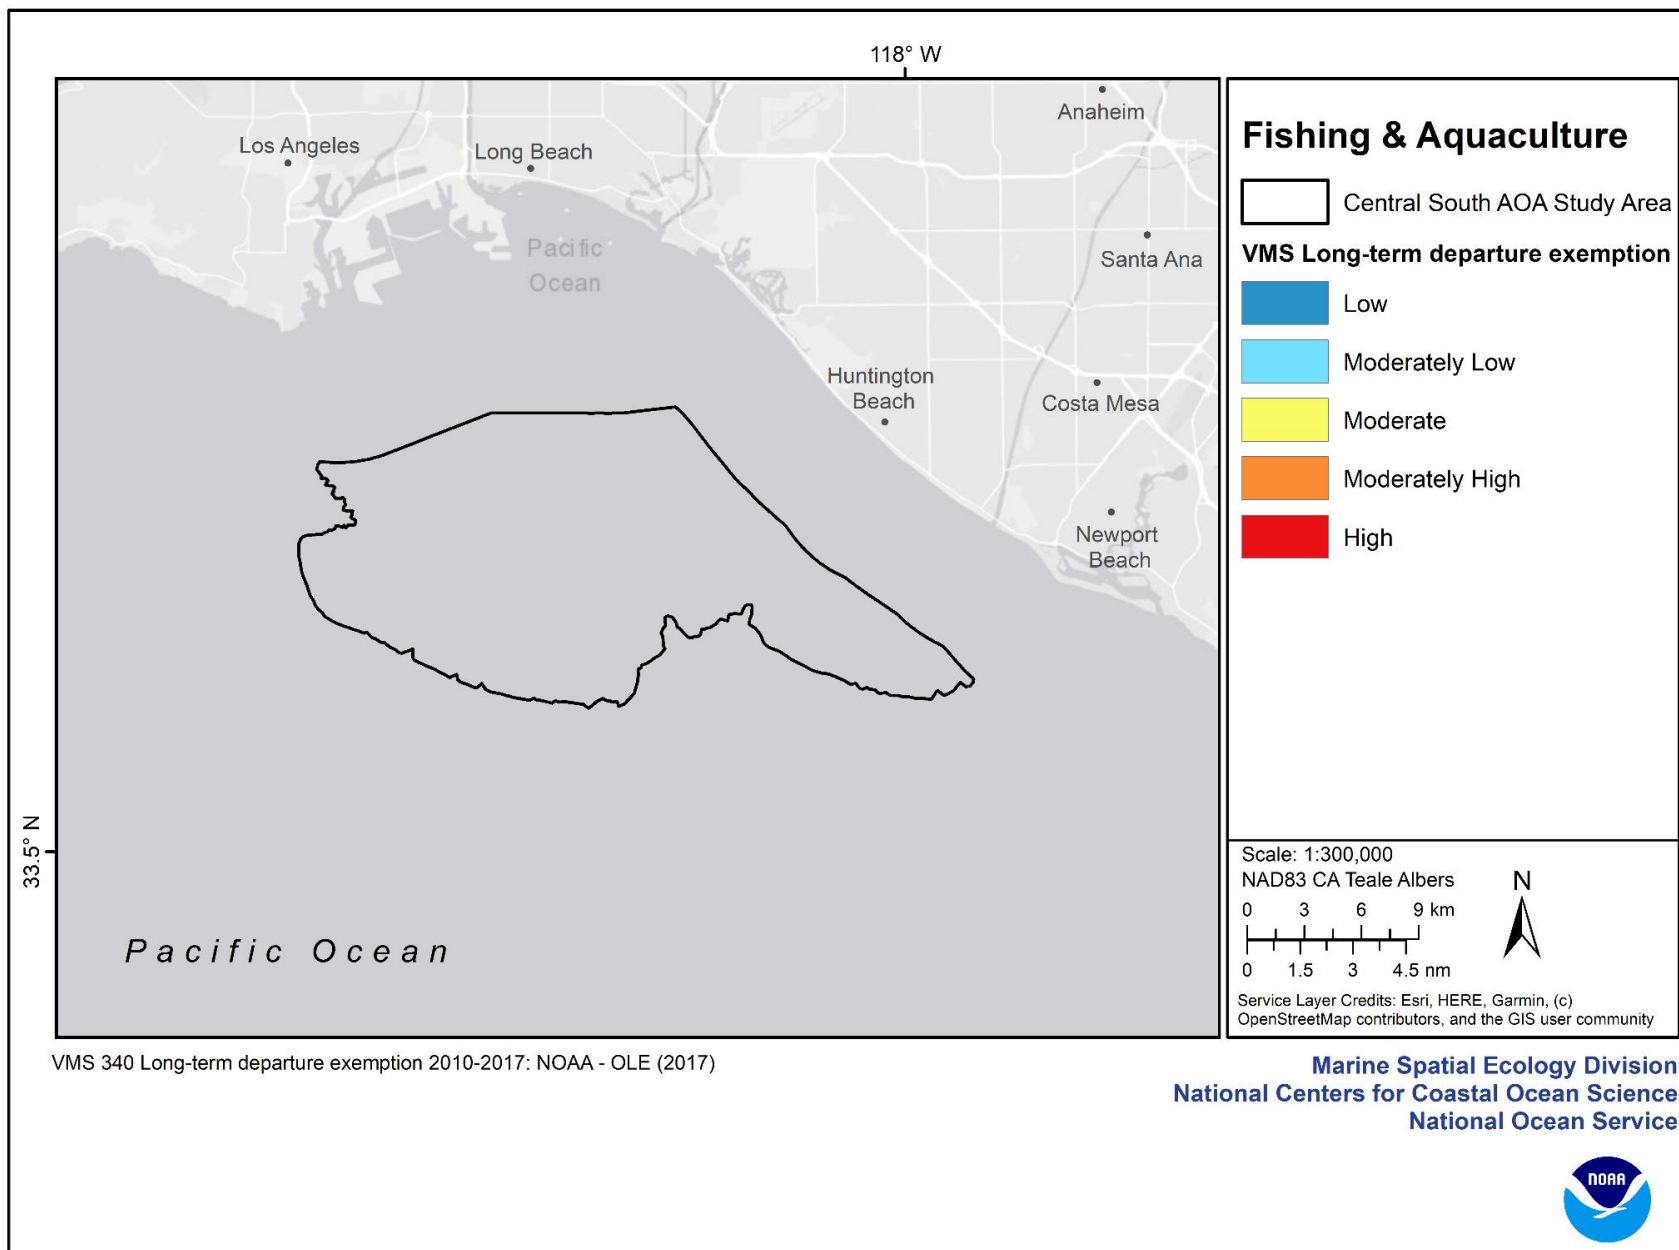 118° W
Anaheim
Los Angeles
Long Beach
Pacific
Ocean
Santa Ana
Huntington
Beach
Costa Mesa
Newport
Beach
33.5° N
Pacific Ocean
Fishing & Aquaculture
Central South AOA Study Area
VMS Long-term departure exemption
Low
Moderately Low
Moderate
Moderately High
High
Scale: 1:300,000
NAD83 CA Teale Albers
N
0 3 6 9 km
0 1.5 3 4.5 nm
Service Layer Credits: Esri, HERE, Garmin, (c)
OpenStreetMap contributors, and the GIS user community
VMS 340 Long-term departure exemption 2010-2017: NOAA - OLE (2017)
Marine Spatial Ecology Division
National Centers for Coastal Ocean Science
National Ocean Service
NOAA